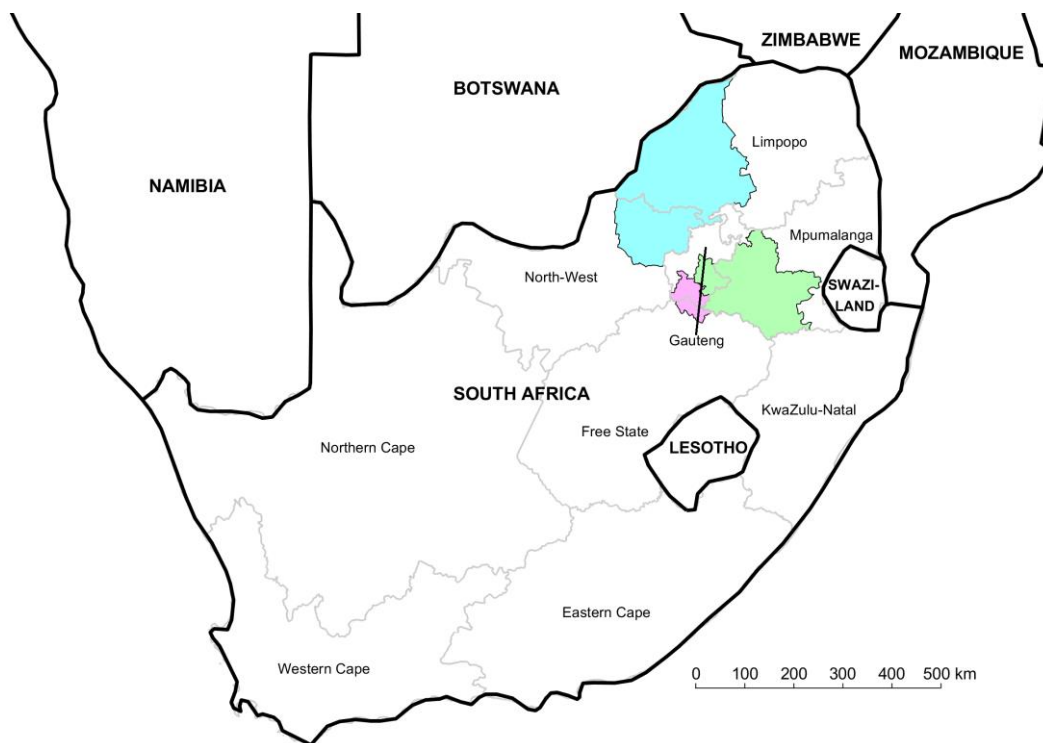 ZIMBABWE
MOZAMBIQUE
BOTSWANA
Limpopo
NAMIBIA
Mpumalanga
North-West
SWAZI-
LAND
Gauteng
SOUTH AFRICA
KwaZulu-Natal
Free State
Northern Cape
LESOTHO
Eastern Cape
Western Cape
0 100 200 300 400 500 km